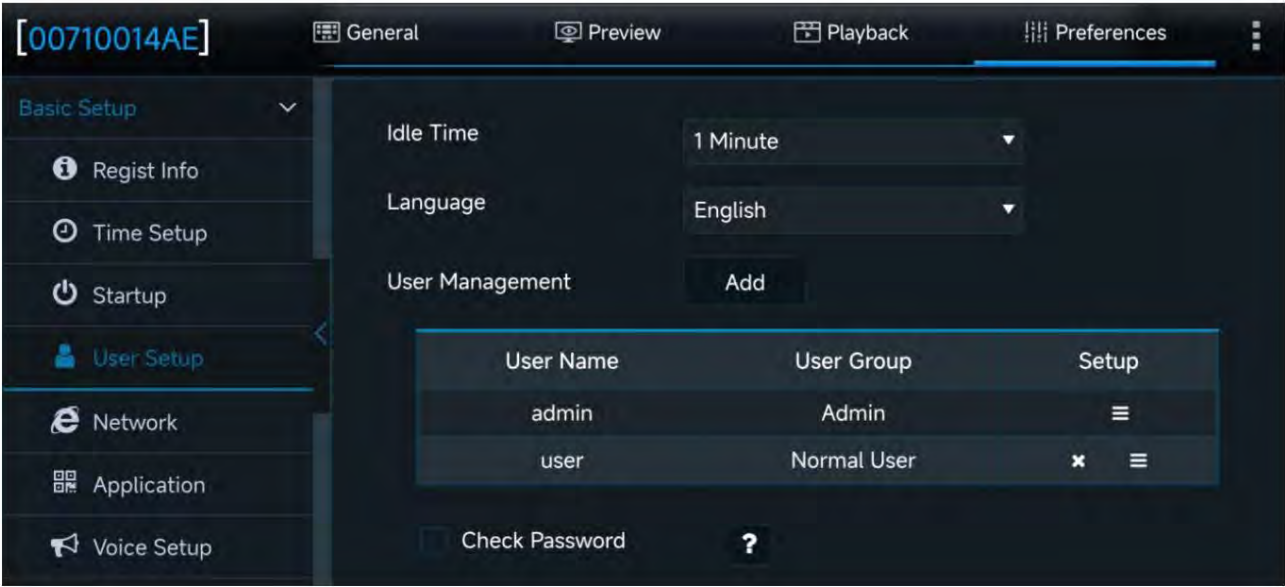 [00710014AE]
General
Preview
Playback
Preferences
Basic Setup
Regist Info
Time Setup
Startup
User Setup
Network
Application
Voice Setup
Idle Time
1 Minute
Language
English
User Management
Add
User Name User Group Setup
admin Admin
user Normal User
Check Password ?